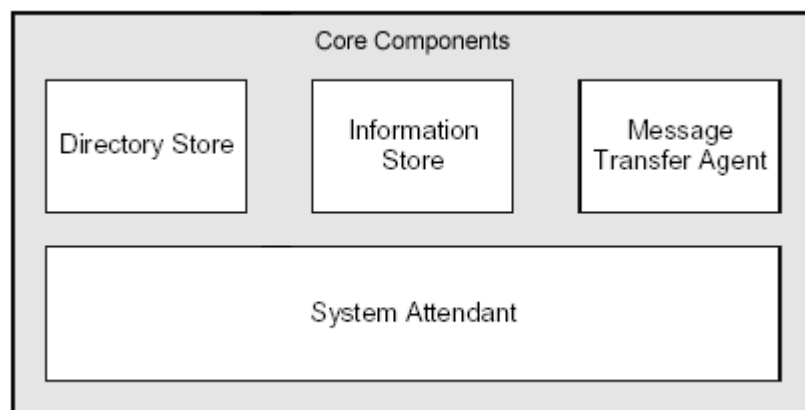 Core Components
Directory Store
Information
Store
Message
Transfer Agent
System Attendant